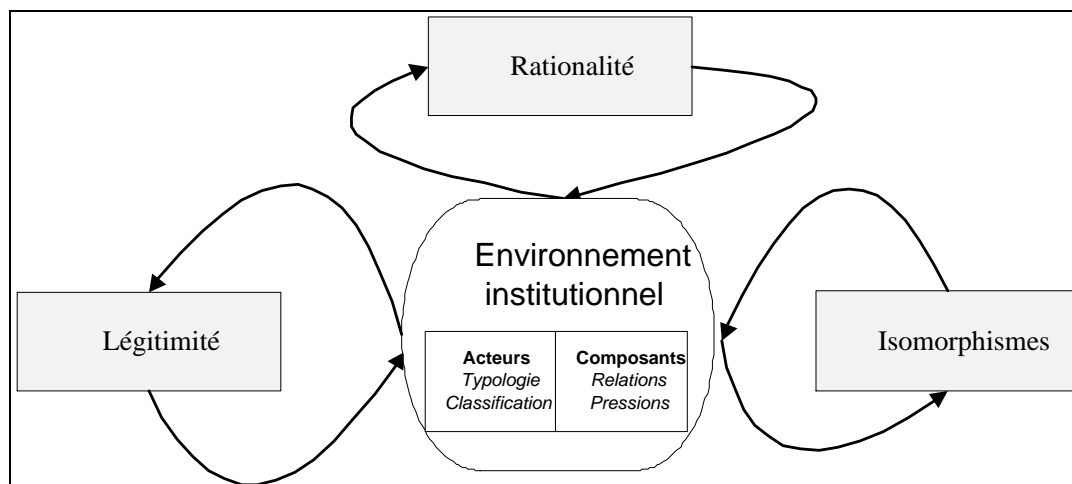 Rationalité
Environnement
institutionnel
Légitimité
Acteurs
Typologie
Classification
Composants
Relations
Pressions
Isomorphismes